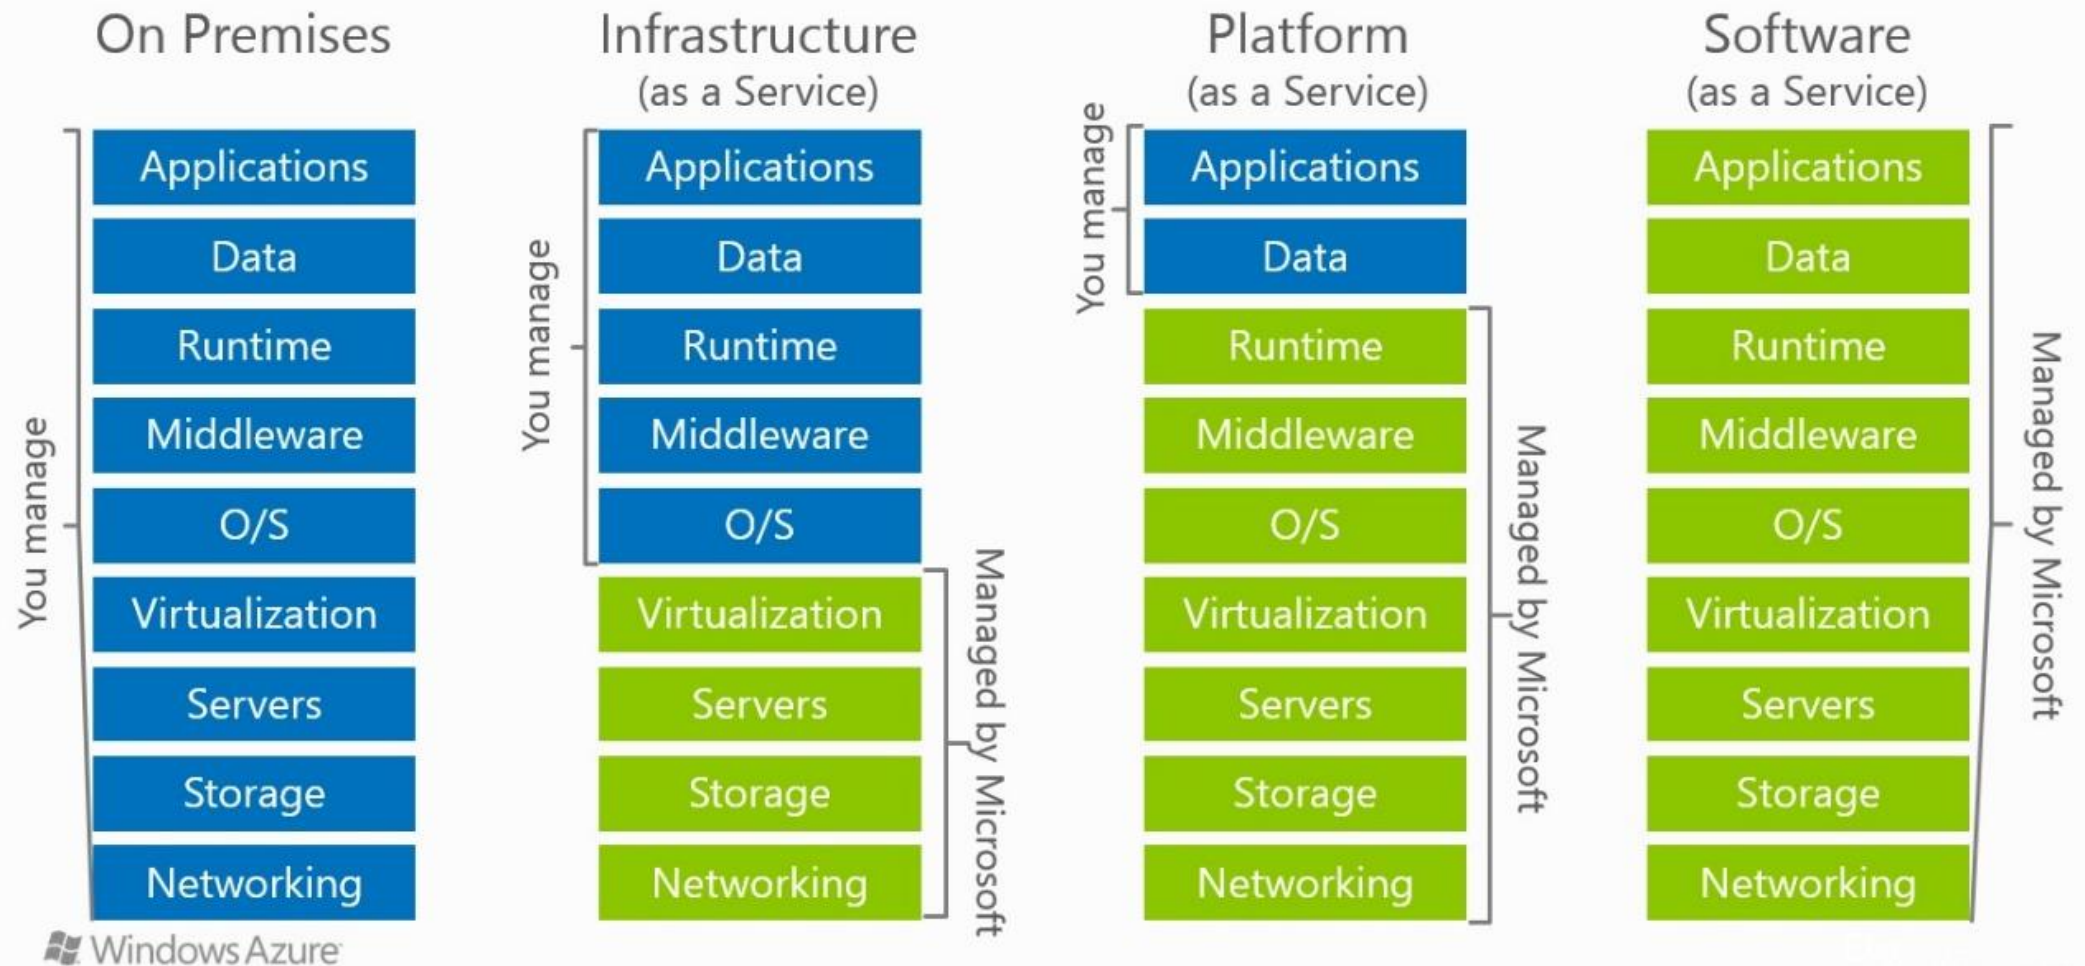 On Premises
You manage
Applications
Data
Runtime
Middleware
O/S
Virtualization
Servers
Storage
Networking
Infrastructure
(as a Service)
You manage
Applications
Data
Runtime
Middleware
O/S
Virtualization
Servers
Storage
Networking
Managed by Microsoft
Platform
(as a Service)
You manage
Applications
Data
Runtime
Middleware
O/S
Virtualization
Servers
Storage
Networking
Managed by Microsoft
Software
(as a Service)
Applications
Data
Runtime
Middleware
O/S
Virtualization
Servers
Storage
Networking
Managed by Microsoft
Windows Azure